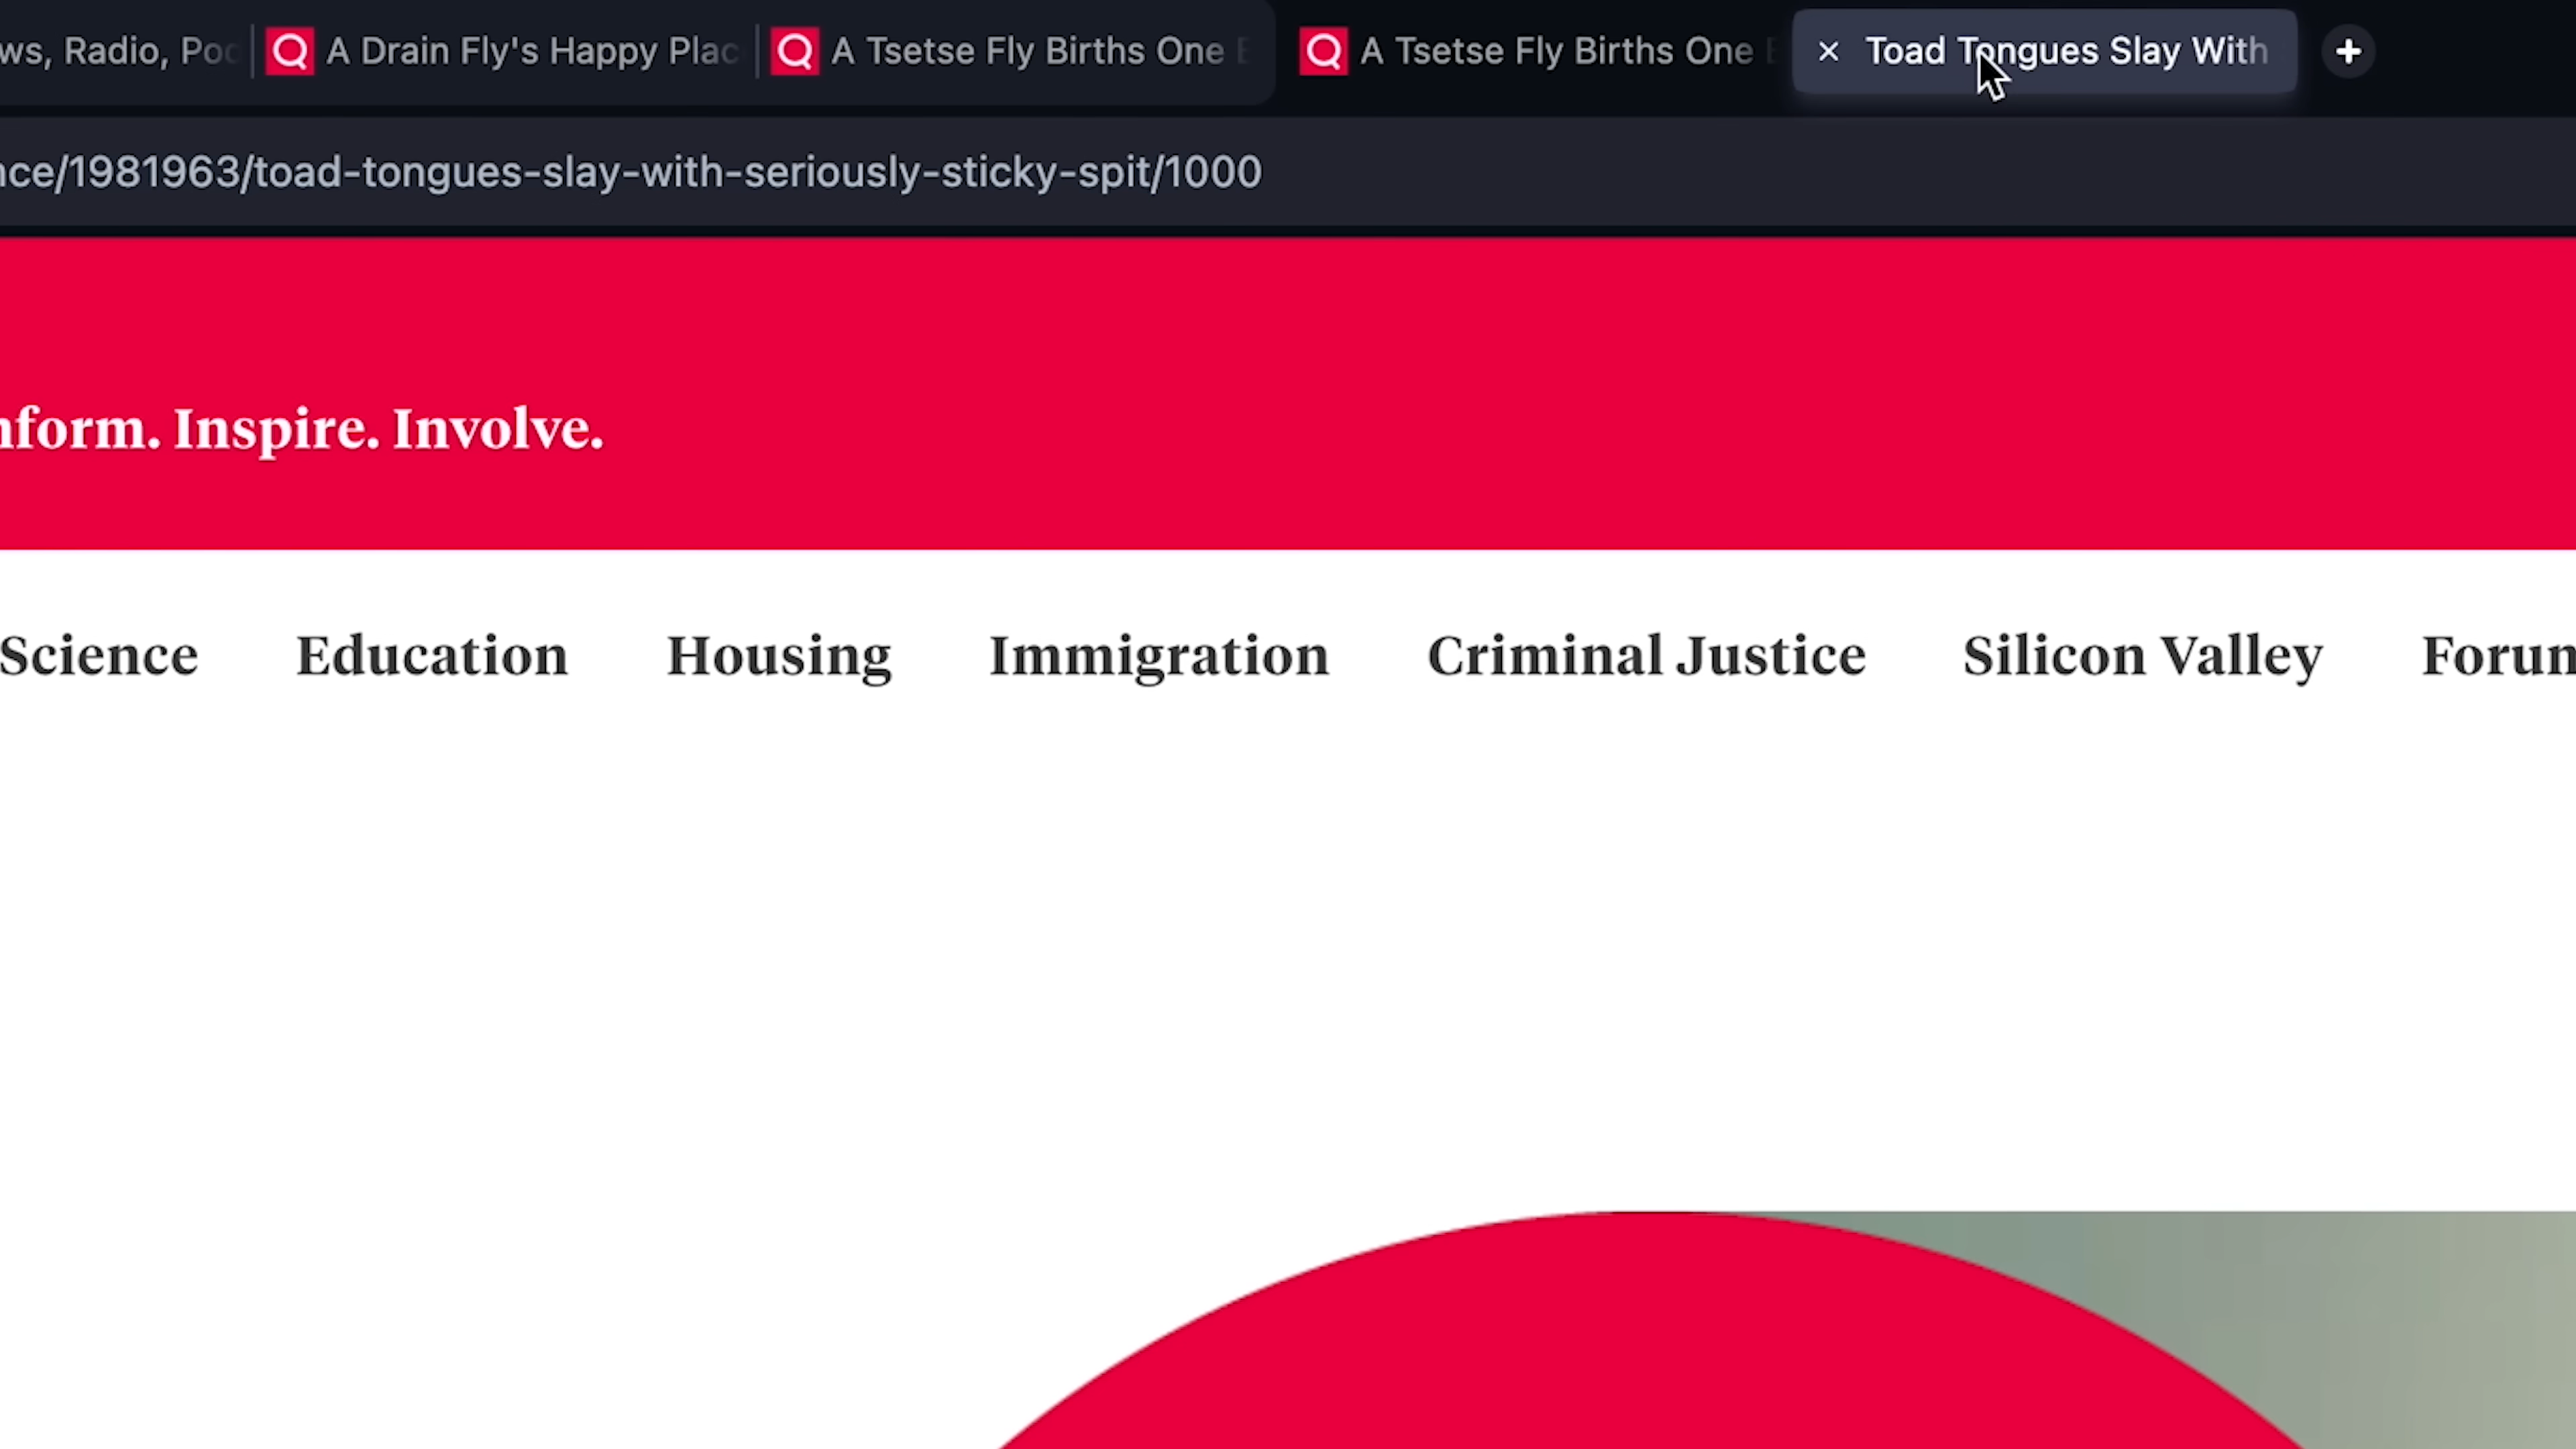 ws, Radio, Poc
A Drain Fly's Happy Plac
A Tsetse Fly Births One
A Tsetse Fly Births One
Toad Tongues Slay With
nce/1981963/toad-tongues-slay-with-seriously-sticky-spit/1000
nform. Inspire. Involve.
Science
Education
Housing
Immigration
Criminal Justice
Silicon Valley
Forum